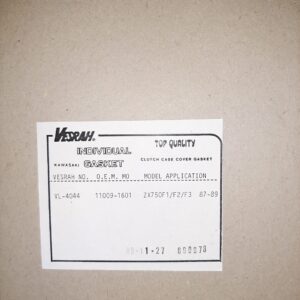 VESRAH®
INDIVIDUAL TOP QUALITY
KAWASAKI GASKET CLUTCH CASE COVER GASKET
VESRAH NO. O.E.M. NO MODEL APPLICATION
VL-4044 11009-1601 ZX750F1/F2/F3 87-89
11-27